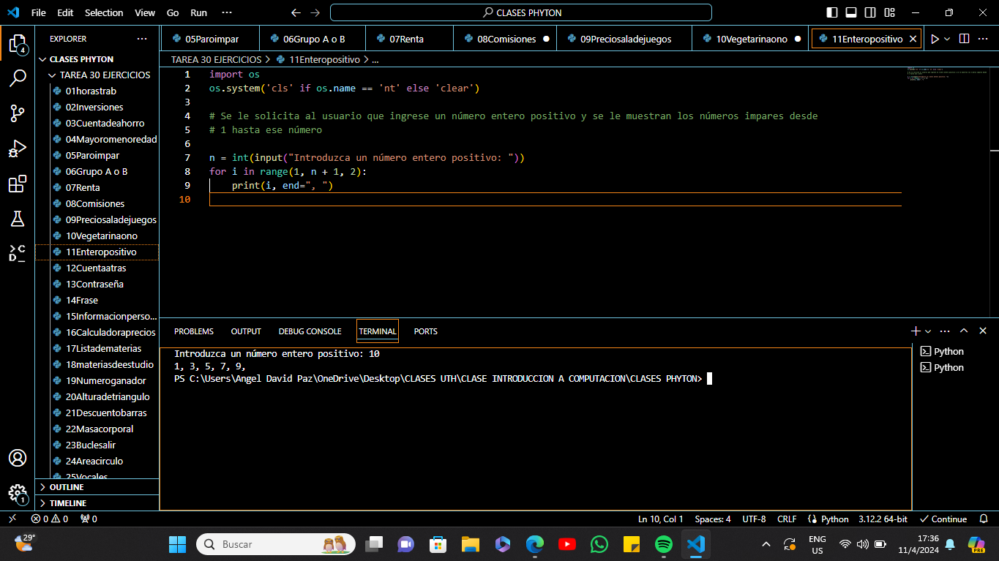 File Edit Selection View Go Run ··· CLASES PHYTON
EXPLORER ···
CLASES PHYTON
TAREA 30 EJERCICIOS
01horastrab
02Inversiones
03Cuentadeahorro
04Mayoromenoredad
05Paroimpar
06Grupo A o B
07Renta
08Comisiones
09Preciosaladejuegos
10Vegetarinaono
11Enteropositivo
12Cuentaatras
13Contraseña
14Frase
15Informacionperso...
16Calculadoraprecios
17Listadematerias
18materiasdeestudio
19Numeroganador
20Alturadetriangulo
21Descuentobarras
22Masacorporal
23Buclesalir
24Areacirculo
25Vocales
OUTLINE
TIMELINE
4
C
D
1
05Paroimpar 06Grupo A o B 07Renta 08Comisiones 09Preciosaladejuegos 10Vegetarinaono 11Enteropositivo ···
TAREA 30 EJERCICIOS > 11Enteropositivo > ...
1 import os
2 os.system('cls' if os.name == 'nt' else 'clear')
3
4 # Se le solicita al usuario que ingrese un número entero positivo y se le muestran los números impares desde
5 # 1 hasta ese número
6
7 n = int(input("Introduzca un número entero positivo: "))
8 for i in range(1, n + 1, 2):
9 print(i, end=", ")
10
PROBLEMS OUTPUT DEBUG CONSOLE TERMINAL PORTS
Introduzca un número entero positivo: 10
1, 3, 5, 7, 9,
PS C:\Users\Angel David Paz\OneDrive\Desktop\CLASES UTH\CLASE INTRODUCCION A COMPUTACION\CLASES PHYTON>
Python
Python
0 0 0 Ln 10, Col 1 Spaces: 4 UTF-8 CRLF Python 3.12.2 64-bit Continue
29° Buscar ENG US 17:36 11/4/2024 PRE